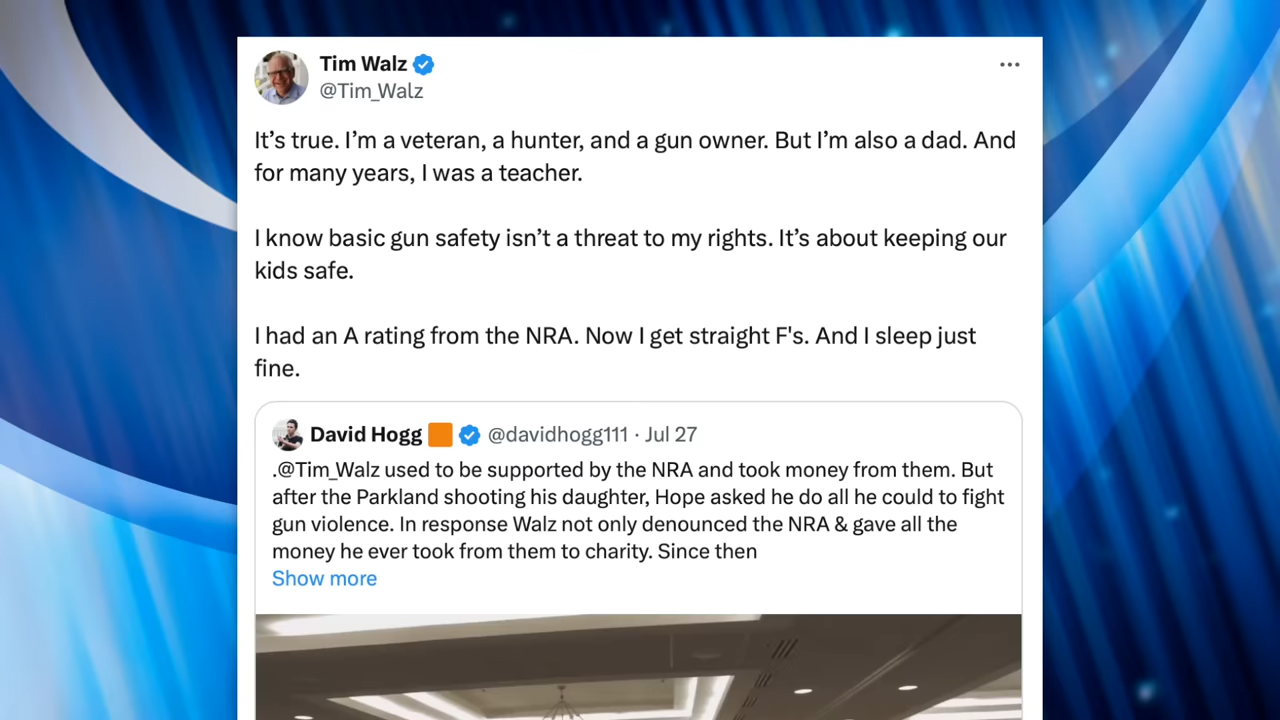 Tim Walz
@Tim_Walz
It’s true. I’m a veteran, a hunter, and a gun owner. But I’m also a dad. And
for many years, I was a teacher.
I know basic gun safety isn’t a threat to my rights. It’s about keeping our
kids safe.
I had an A rating from the NRA. Now I get straight F's. And I sleep just
fine.
David Hogg 🟧 @davidhogg111 · Jul 27
.@Tim_Walz used to be supported by the NRA and took money from them. But
after the Parkland shooting his daughter, Hope asked he do all he could to fight
gun violence. In response Walz not only denounced the NRA & gave all the
money he ever took from them to charity. Since then
Show more